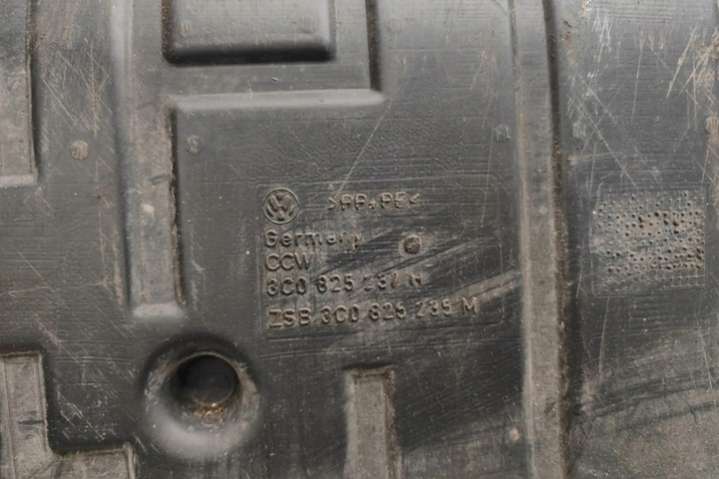 >PP+PE<
Germany
CCW
3C0 825 237 H
ZSB 3C0 825 235 M